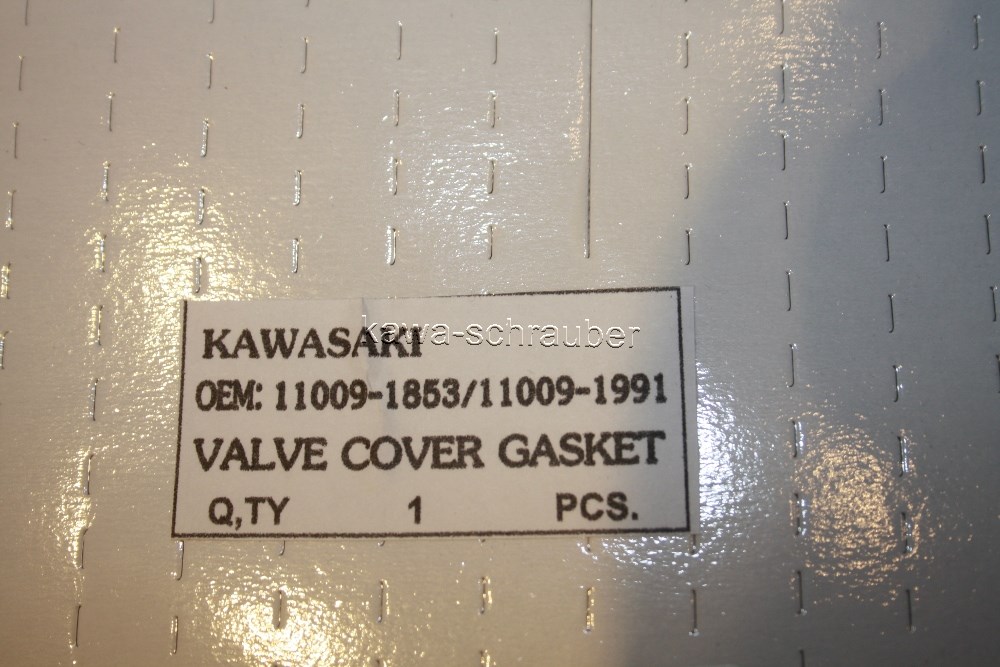 KAWASAKI
kawa-schrauber
OEM: 11009-1853/11009-1991
VALVE COVER GASKET
Q,TY 1 PCS.